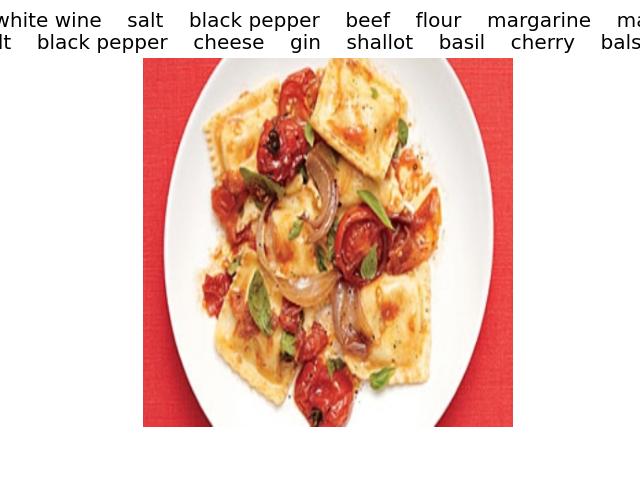 white wine salt black pepper beef flour margarine
black pepper cheese gin shallot basil cherry